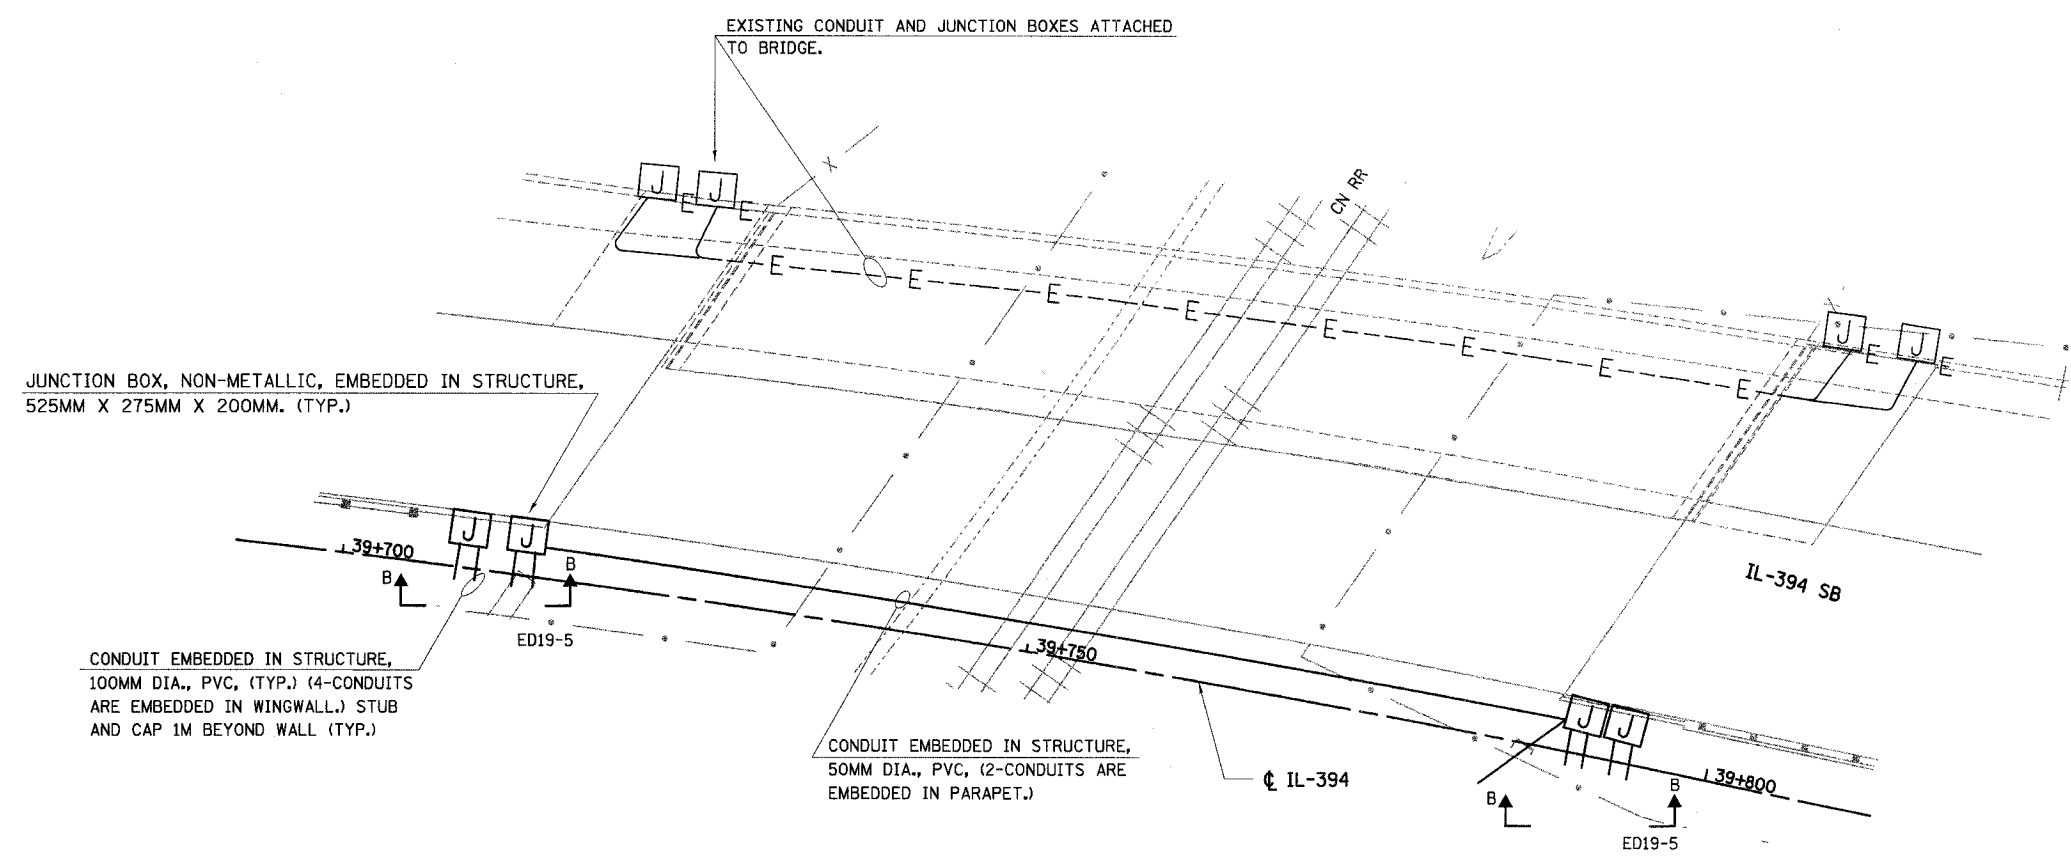 EXISTING CONDUIT AND JUNCTION BOXES ATTACHED
TO BRIDGE.
X
CN RR
J
J
E
E
E
E
E
E
E
E
E
E
J
J
E
E
JUNCTION BOX, NON-METALLIC, EMBEDDED IN STRUCTURE,
525MM X 275MM X 200MM. (TYP.)
J
J
39+700
B
B
ED19-5
IL-394 SB
CONDUIT EMBEDDED IN STRUCTURE,
100MM DIA., PVC, (TYP.) (4-CONDUITS
ARE EMBEDDED IN WINGWALL.) STUB
AND CAP 1M BEYOND WALL (TYP.)
39+750
CONDUIT EMBEDDED IN STRUCTURE,
50MM DIA., PVC, (2-CONDUITS ARE
EMBEDDED IN PARAPET.)
℄ IL-394
J
J
39+800
B
B
ED19-5